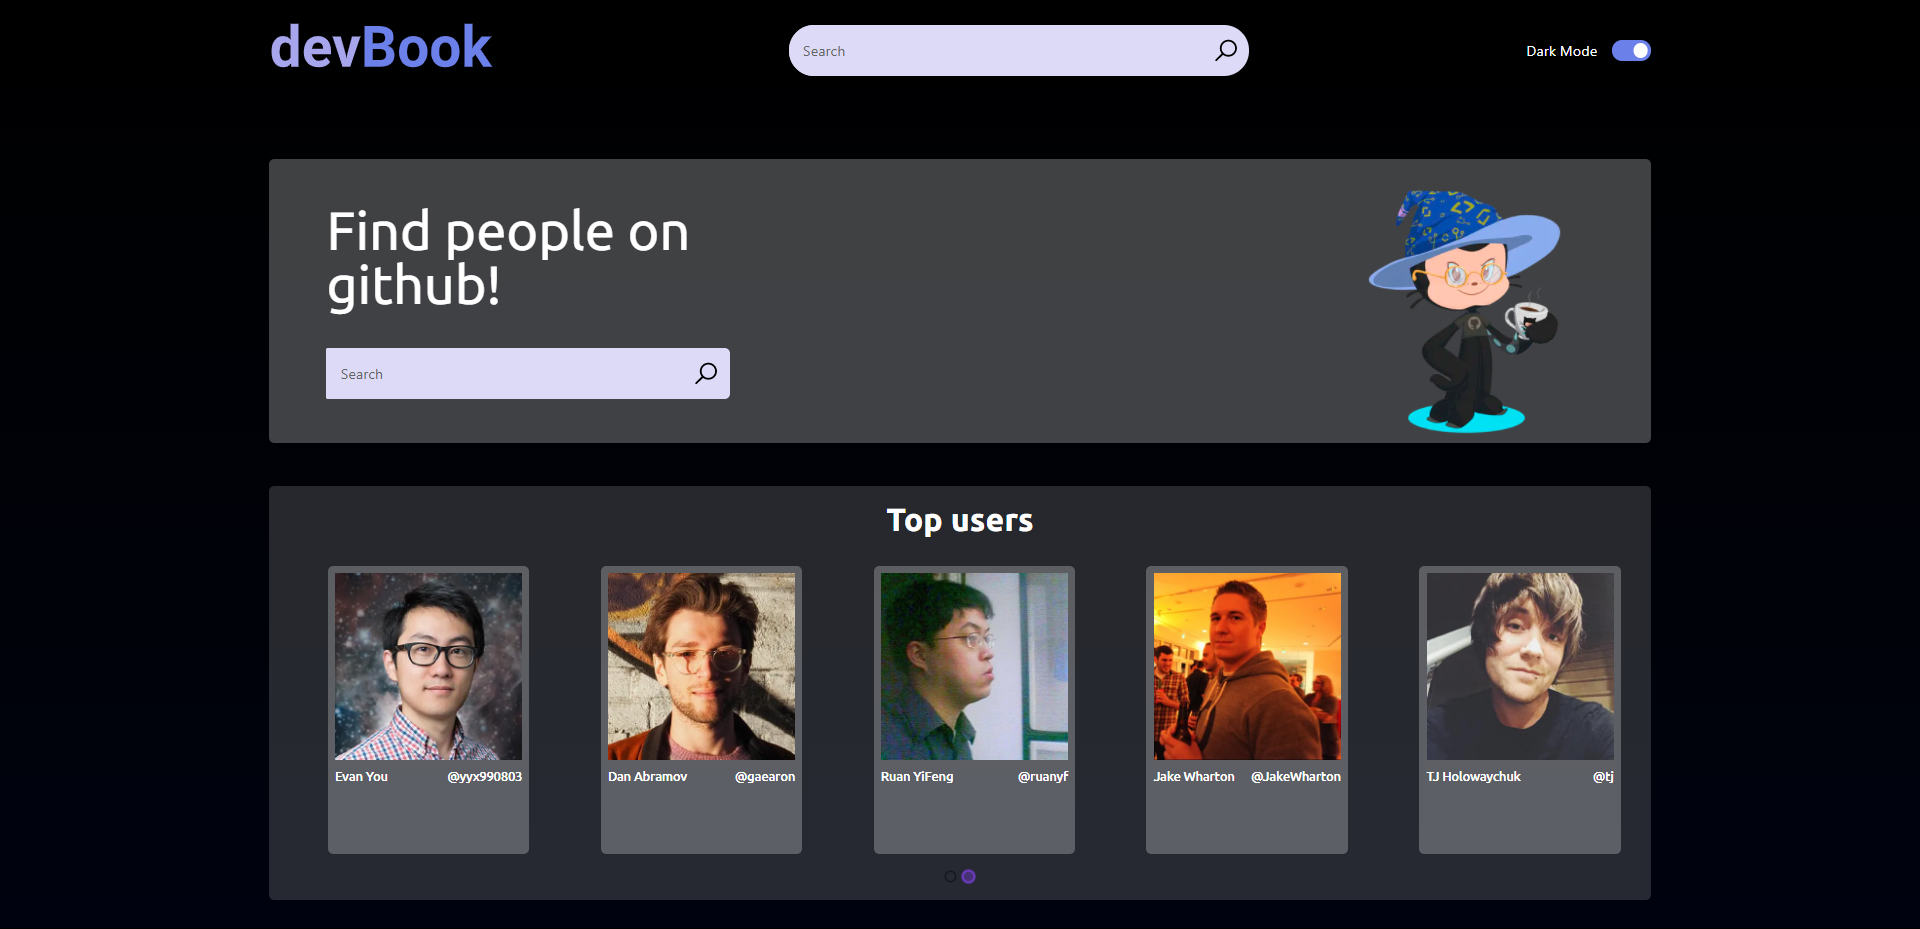 devBook
Search
Dark Mode
Find people on
github!
Search
Top users
Evan You @yyx990803
Dan Abramov @gaearon
Ruan YiFeng @ruanyf
Jake Wharton @JakeWharton
TJ Holowaychuk @tj